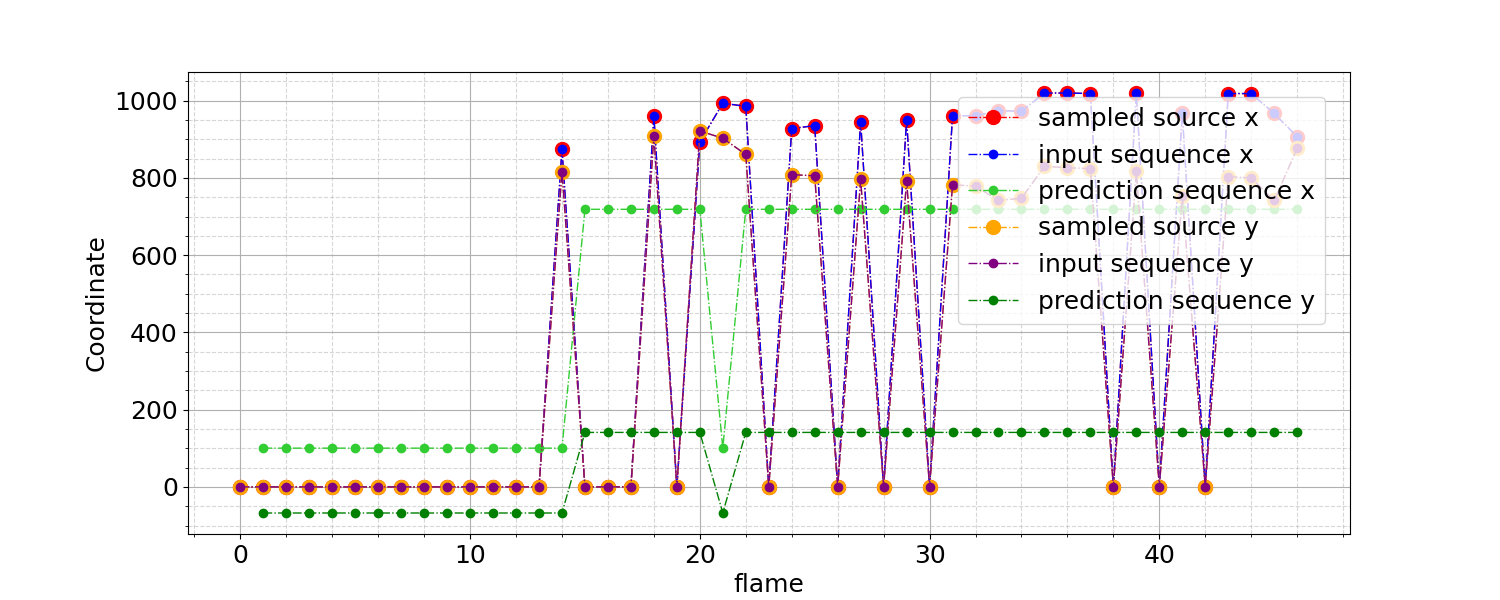 1000
800
600
400
200
0
Coordinate
0 10 20 30 40
flame
sampled source x
input sequence x
prediction sequence x
sampled source y
input sequence y
prediction sequence y